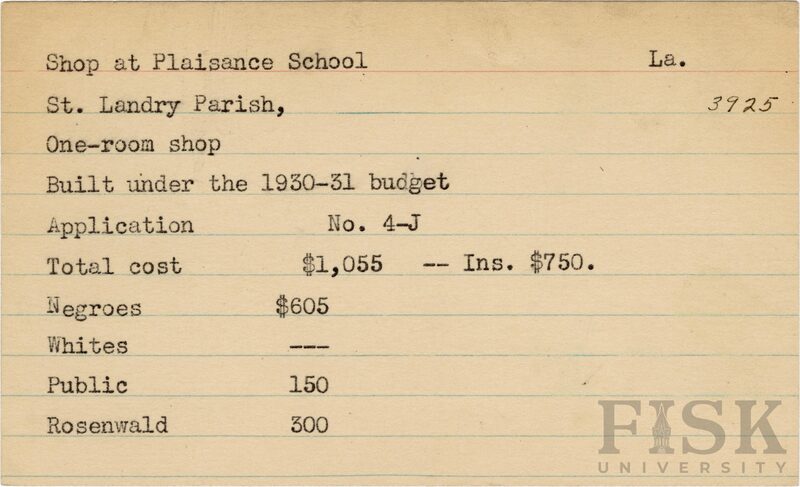 Shop at Plaisance School La.
St. Landry Parish, 3925
One-room shop
Built under the 1930-31 budget
Application No. 4-J
Total cost $1,055 -- Ins. $750.
Negroes $605
Whites ---
Public 150
Rosenwald 300
FISK
UNIVERSITY